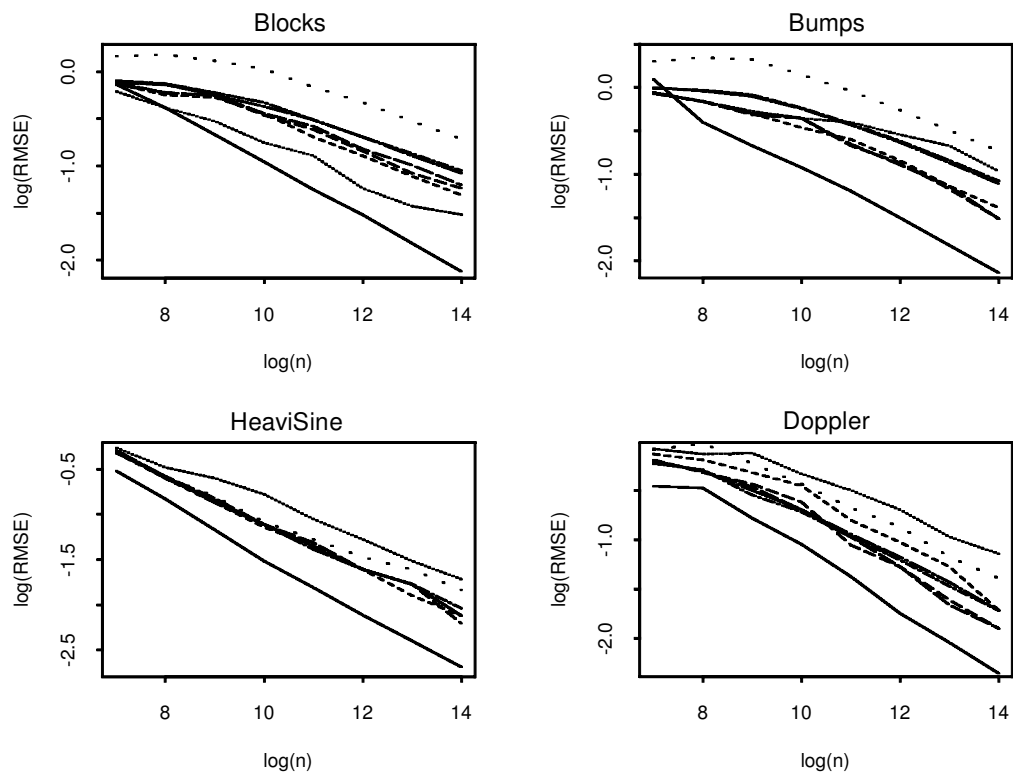 Blocks
log(RMSE)
0.0
-1.0
-2.0
8 10 12 14
log(n)
Bumps
log(RMSE)
0.0
-1.0
-2.0
8 10 12 14
log(n)
HeaviSine
log(RMSE)
-0.5
-1.5
-2.5
8 10 12 14
log(n)
Doppler
log(RMSE)
-1.0
-2.0
8 10 12 14
log(n)